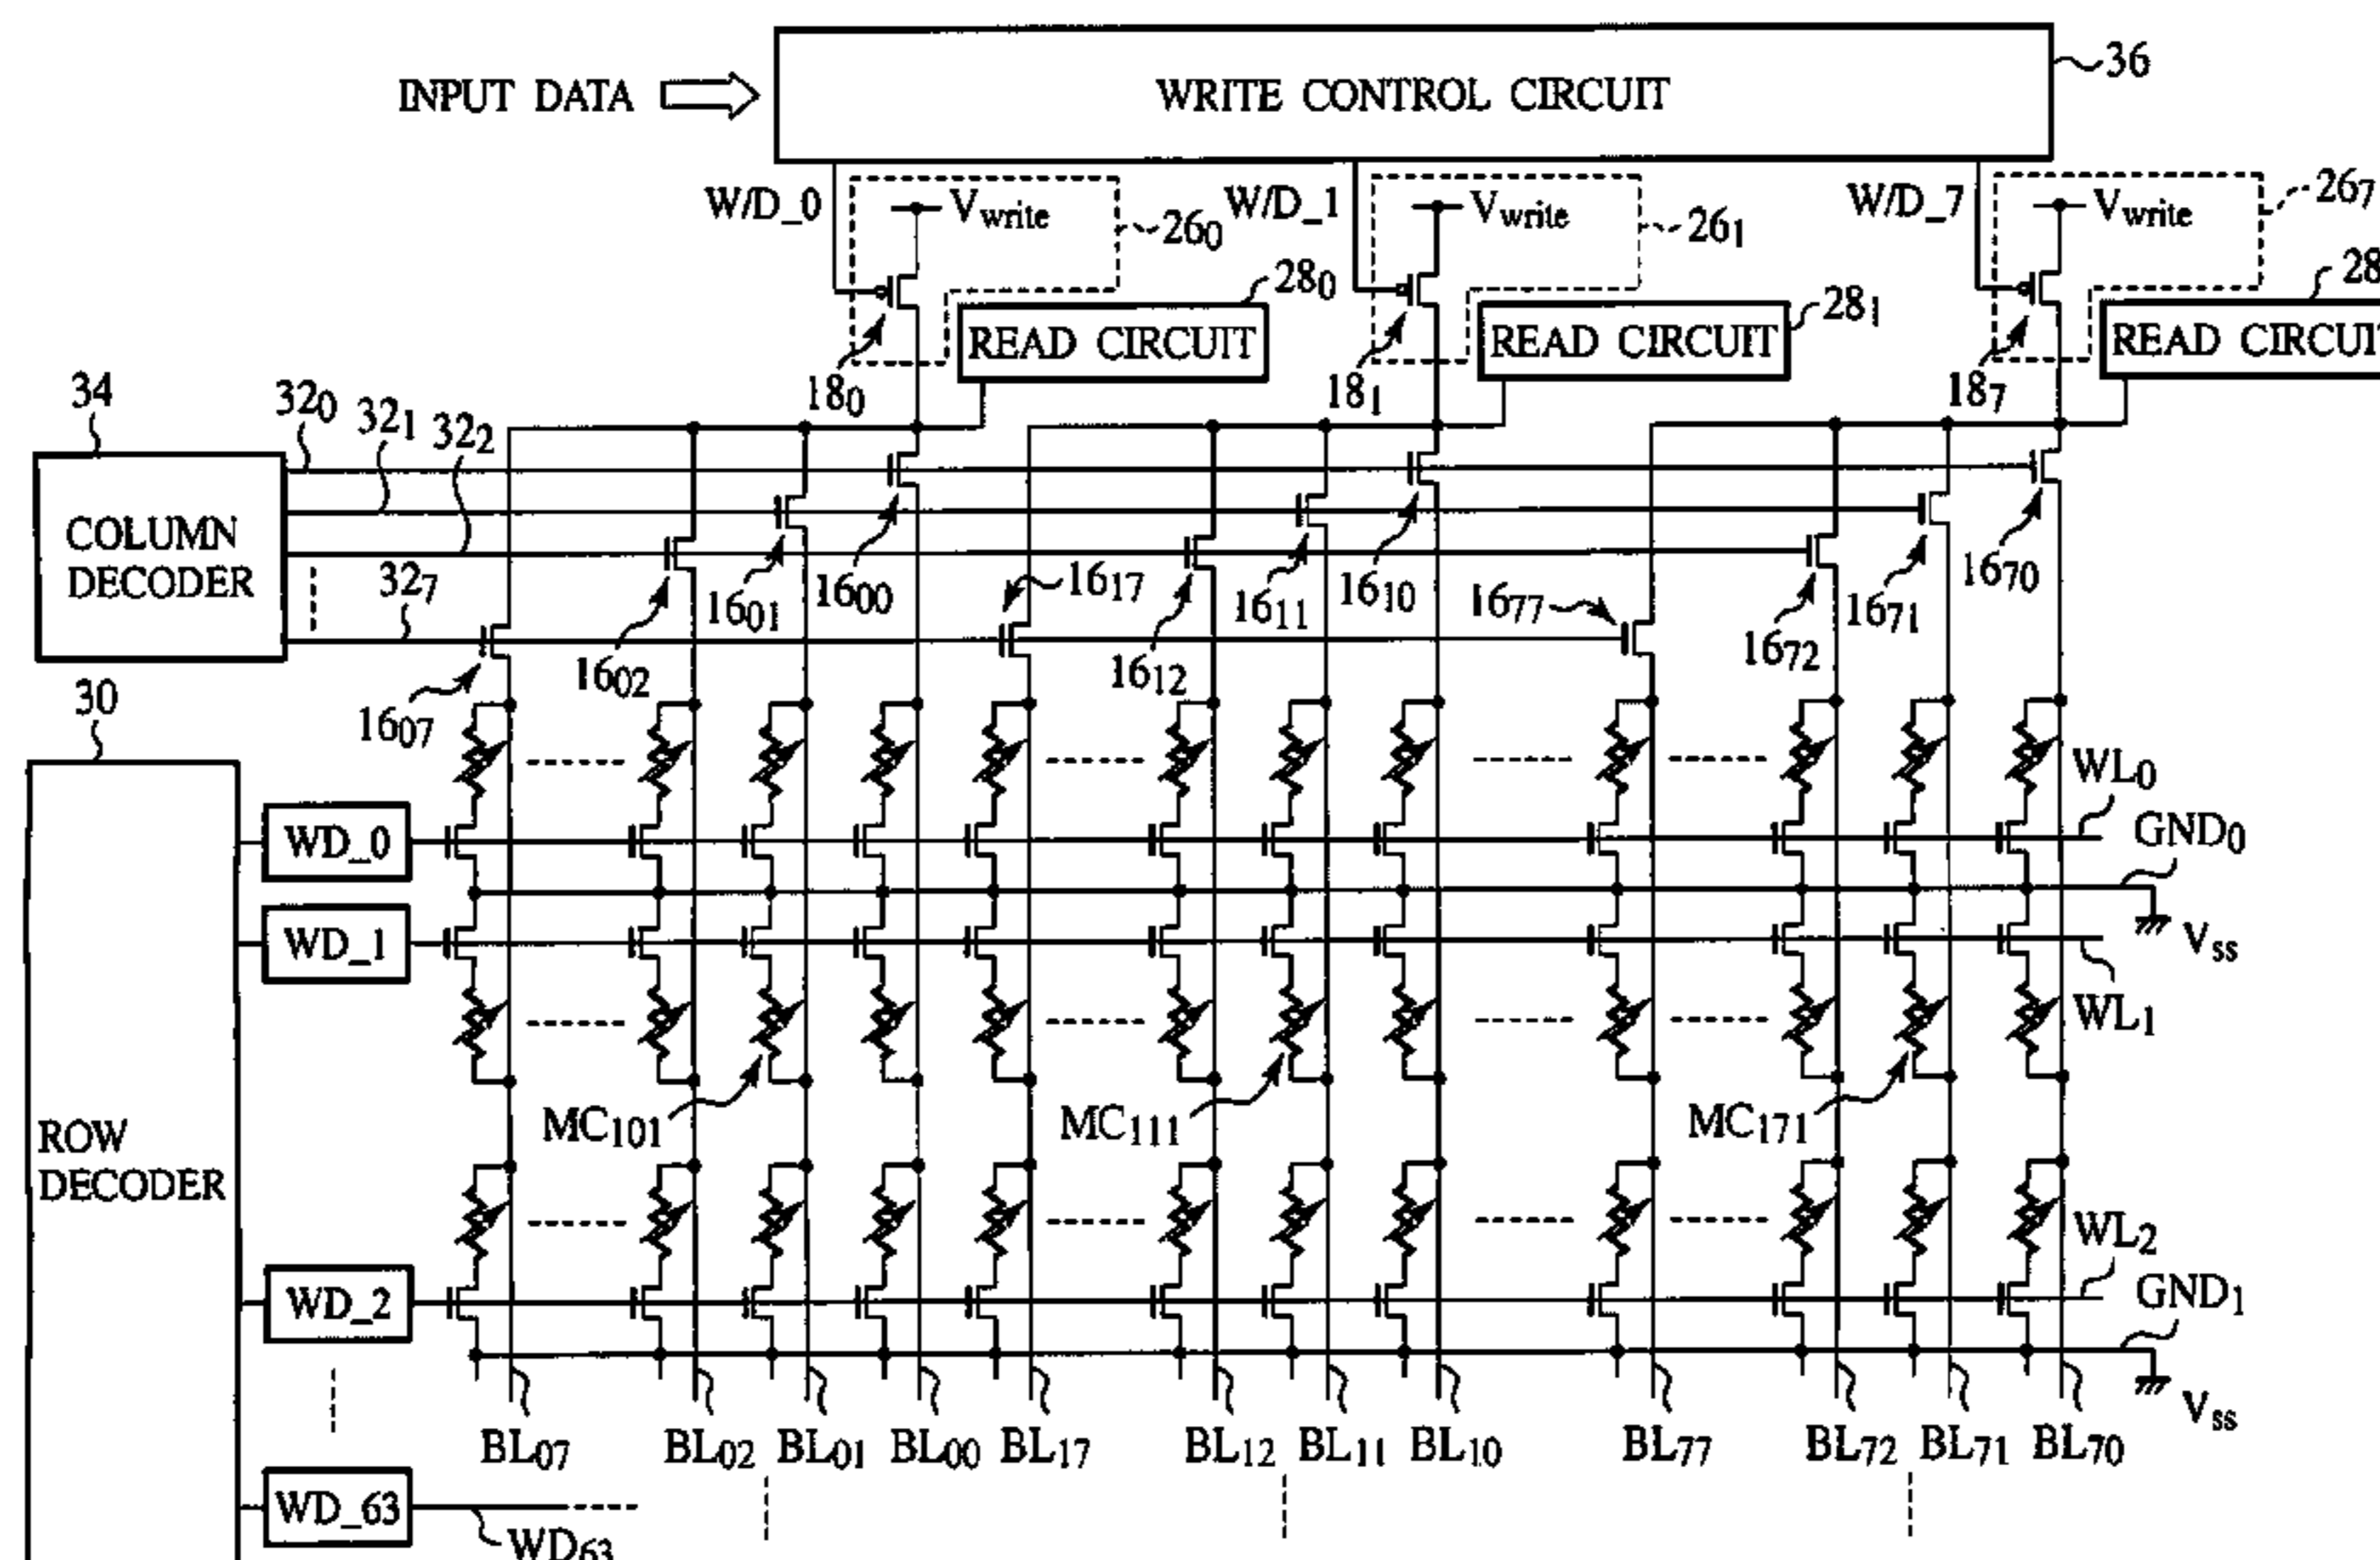 36
INPUT DATA
WRITE CONTROL CIRCUIT
W/D_0
Vwrite
260
W/D_1
Vwrite
261
W/D_7
Vwrite
267
280
READ CIRCUIT
281
READ CIRCUIT
28
READ CIRCUI
180
181
187
34
320
321
322
COLUMN
DECODER
327
1607
1602
1601
1600
1617
1612
1611
1610
1677
1672
1671
1670
30
ROW
DECODER
WD_0
WL0
GND0
WD_1
Vss
WL1
MC101
MC111
MC171
WL2
WD_2
GND1
Vss
BL07
BL02
BL01
BL00
BL17
BL12
BL11
BL10
BL77
BL72
BL71
BL70
WD_63
WD63